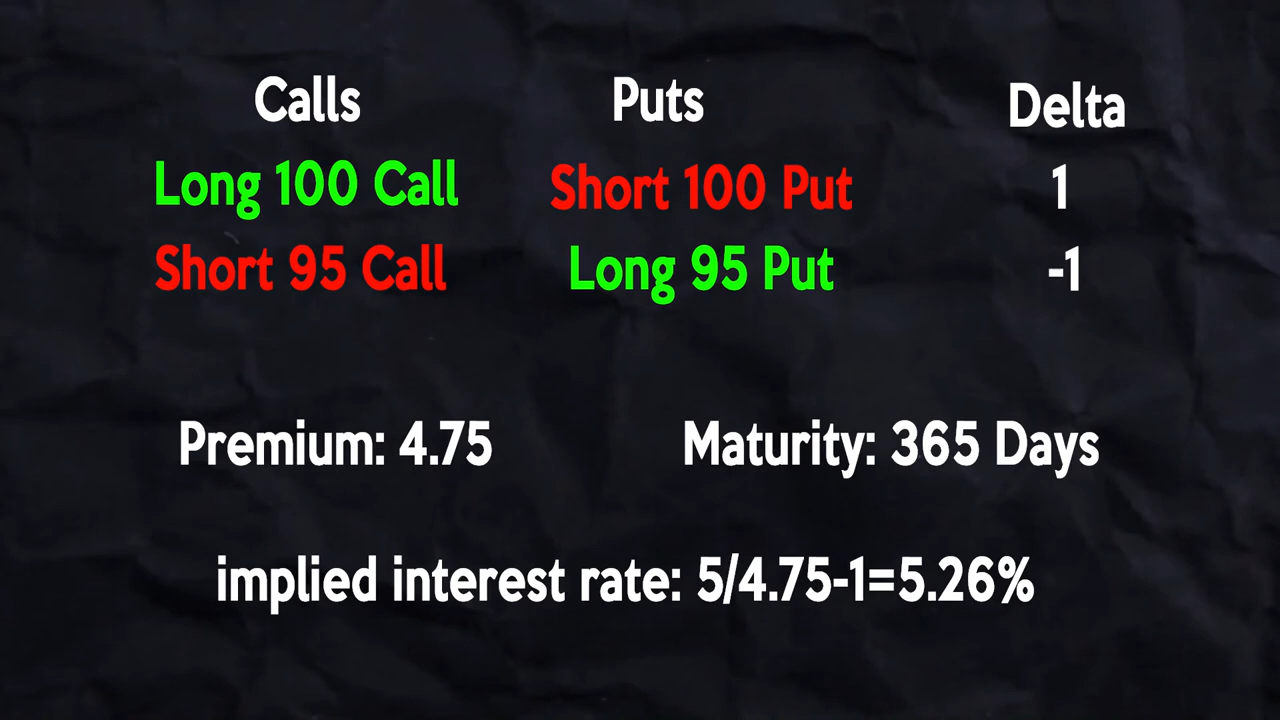 Calls Puts Delta
Long 100 Call Short 100 Put 1
Short 95 Call Long 95 Put -1
Premium: 4.75 Maturity: 365 Days
implied interest rate: 5/4.75-1=5.26%